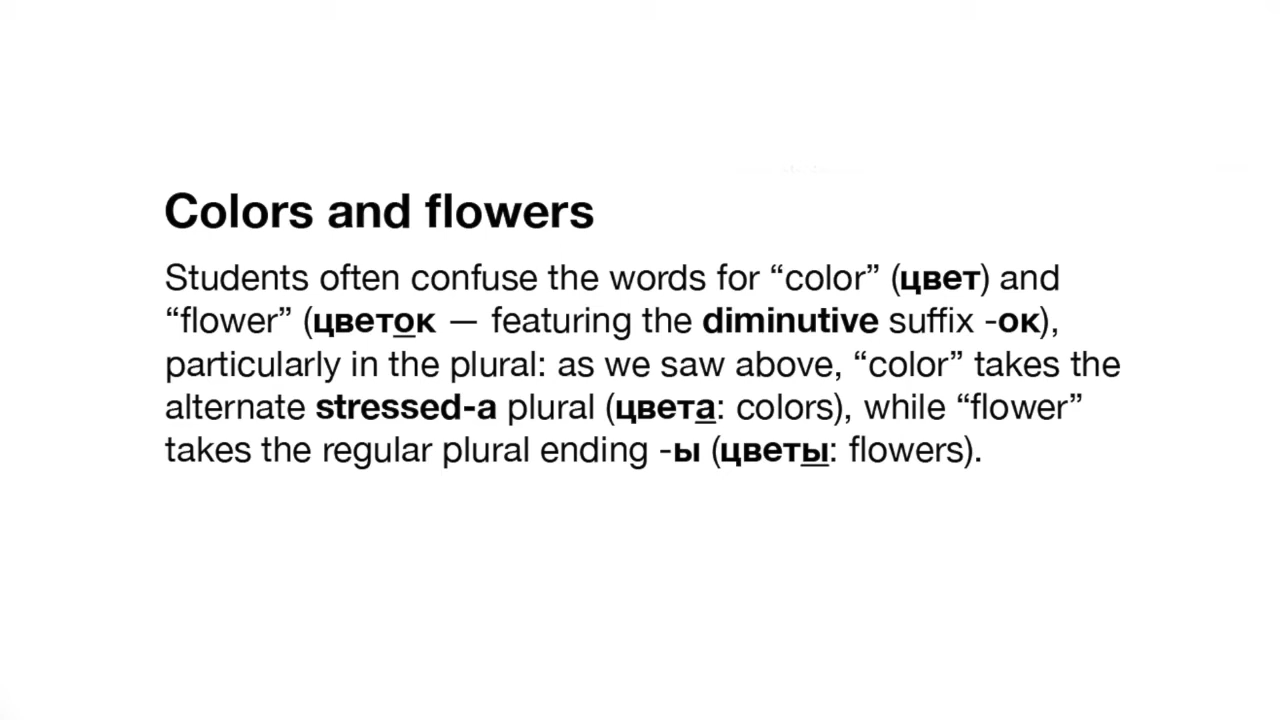 Colors and flowers
Students often confuse the words for “color” (цвет) and
“flower” (цветок — featuring the diminutive suffix -ок),
particularly in the plural: as we saw above, “color” takes the
alternate stressed-a plural (цвета: colors), while “flower”
takes the regular plural ending -ы (цветы: flowers).